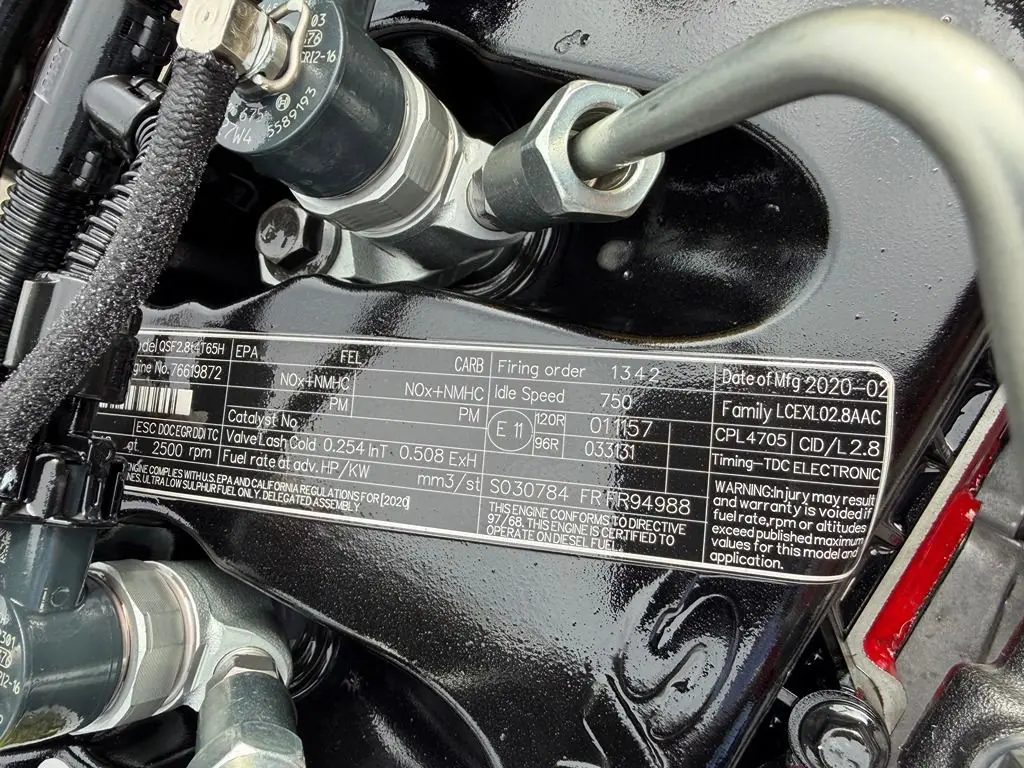 03
CRI2-16
5589193
odel QSF2.8t4T65H
ngine No. 76619872
ESC DOC EGR DDI TC
at. 2500 rpm
NGINE COMPLIES WITH U.S. EPA AND CALIFORNIA REGULATIONS FOR [2020]
NES. ULTRA LOW SULPHUR FUEL ONLY. DELEGATED ASSEMBLY.
EPA FEL CARB
NOx+NMHC NOx+NMHC
PM PM
Catalyst No.
Valve Lash Cold 0.254 InT 0.508 ExH
Fuel rate at adv. HP/KW mm3/st
Firing order 1342
Idle Speed 750
E 11 120R 011157
96R 033131
S030784 FRTR94988
THIS ENGINE CONFORMS TO DIRECTIVE
97/68, THIS ENGINE IS CERTIFIED TO
OPERATE ON DIESEL FUEL.
Date of Mfg 2020-02
Family LCEXL02.8AAC
CPL 4705 CID/L 2.8
Timing-TDC ELECTRONIC
WARNING:Injury may result
and warranty is voided if
fuel rate,rpm or altitudes
exceed published maximum
values for this model and
application.